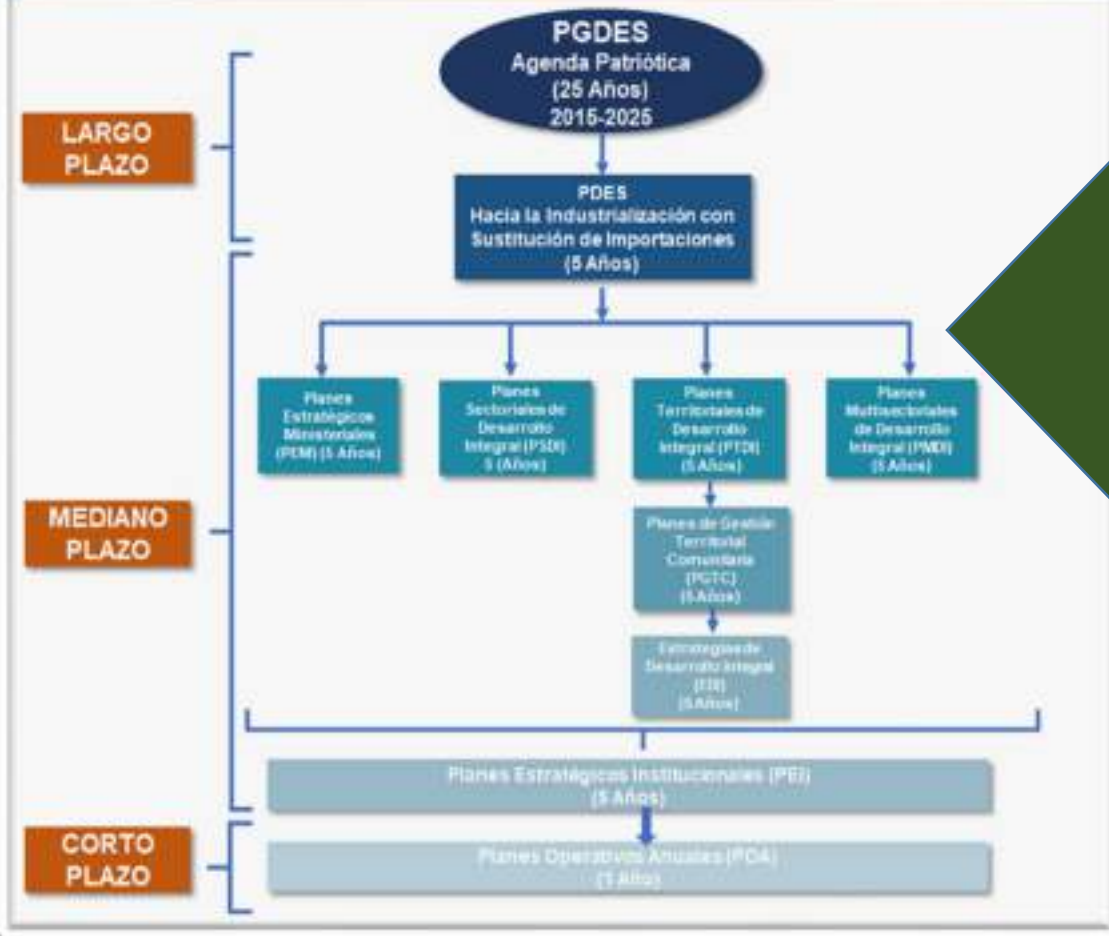 PGDES
Agenda Patriótica
(25 Años)
2015-2025
LARGO
PLAZO
PDES
Hacia la Industrialización con
Sustitución de Importaciones
(5 Años)
Planes
Estratégicos
Ministeriales
(PEM) (5 Años)
Planes
Sectoriales de
Desarrollo
Integral (PSDI)
5 (Años)
Planes
Territoriales de
Desarrollo
Integral (PTDI)
(5 Años)
Planes
Multisectoriales
de Desarrollo
Integral (PMDI)
(5 Años)
MEDIANO
PLAZO
Planes de Gestión
Territorial
Comunitaria
(PGTC)
(5 Años)
Estrategias de
Desarrollo Integral
(EDI)
(5 Años)
Planes Estratégicos Institucionales (PEI)
(5 Años)
CORTO
PLAZO
Planes Operativos Anuales (POA)
(1 Año)